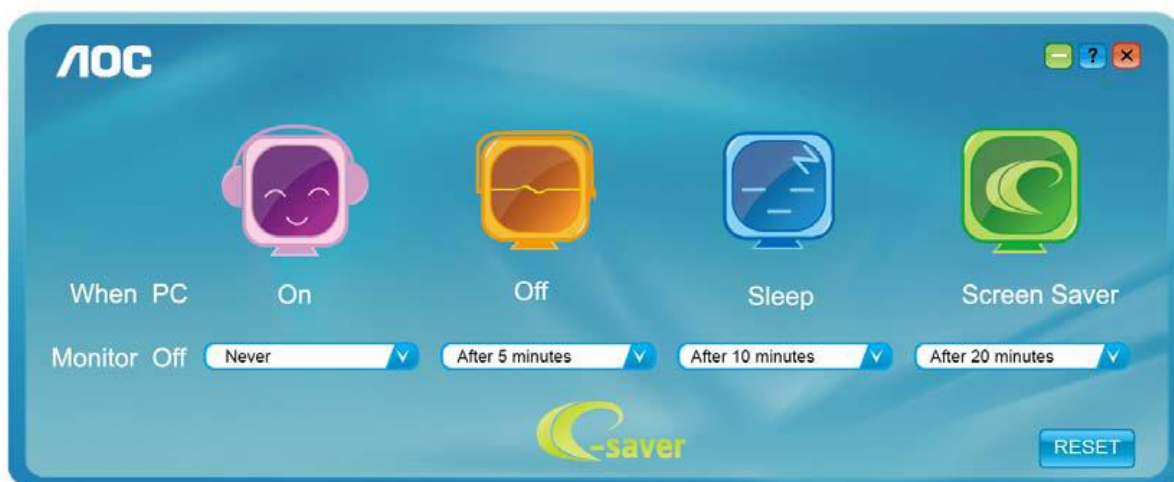 AOC
?
When PC On Off Sleep Screen Saver
Monitor Off Never After 5 minutes After 10 minutes After 20 minutes
e-saver
RESET